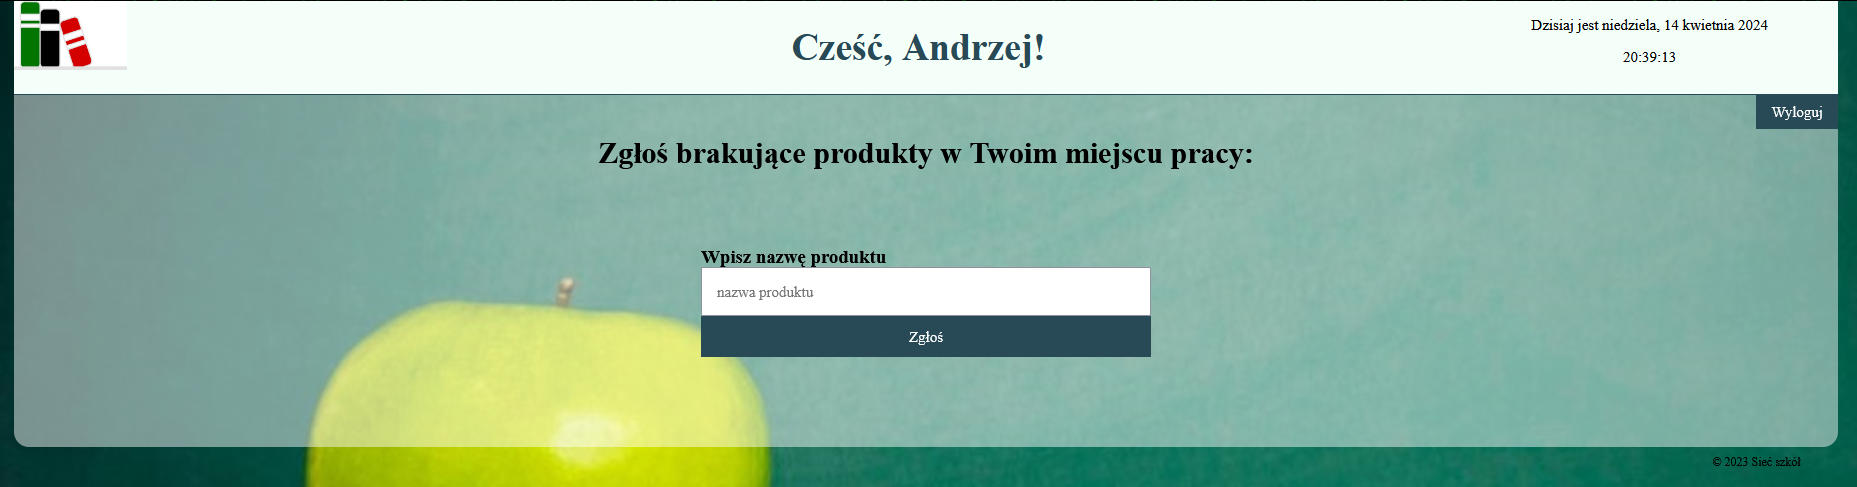 Cześć, Andrzej!
Dzisiaj jest niedziela, 14 kwietnia 2024
20:39:13
Wyloguj
Zgłoś brakujące produkty w Twoim miejscu pracy:
Wpisz nazwę produktu
nazwa produktu
Zgłoś
© 2023 Sieć szkół